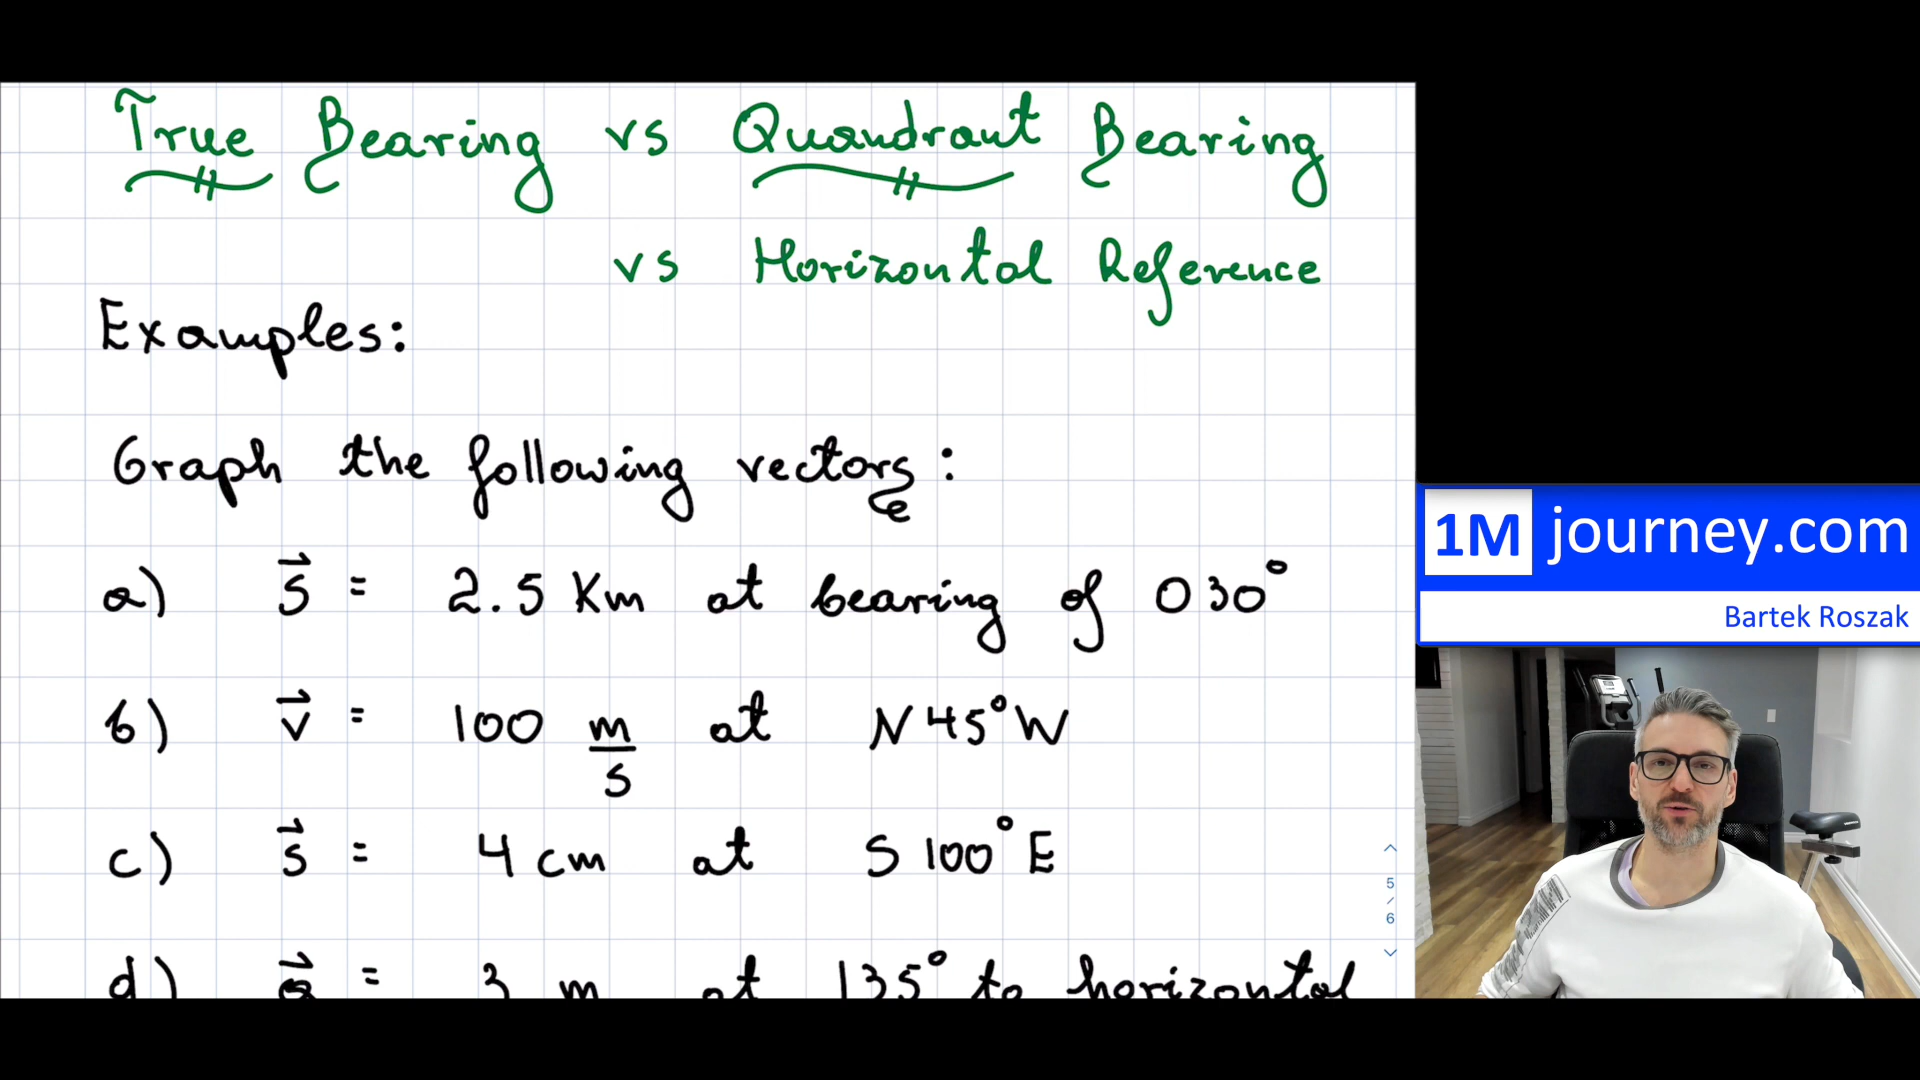 True Bearing vs Quandrant Bearing
vs Horizontal Reference
Examples:
Graph the following vectors:
a) s⃗ = 2.5 Km at bearing of 030°
b) v⃗ = 100 m/s at N45°W
c) s⃗ = 4 cm at S 100° E
d) a⃗ = 3 m at 135° to horizontal
5
/
6
1M journey.com
Bartek Roszak